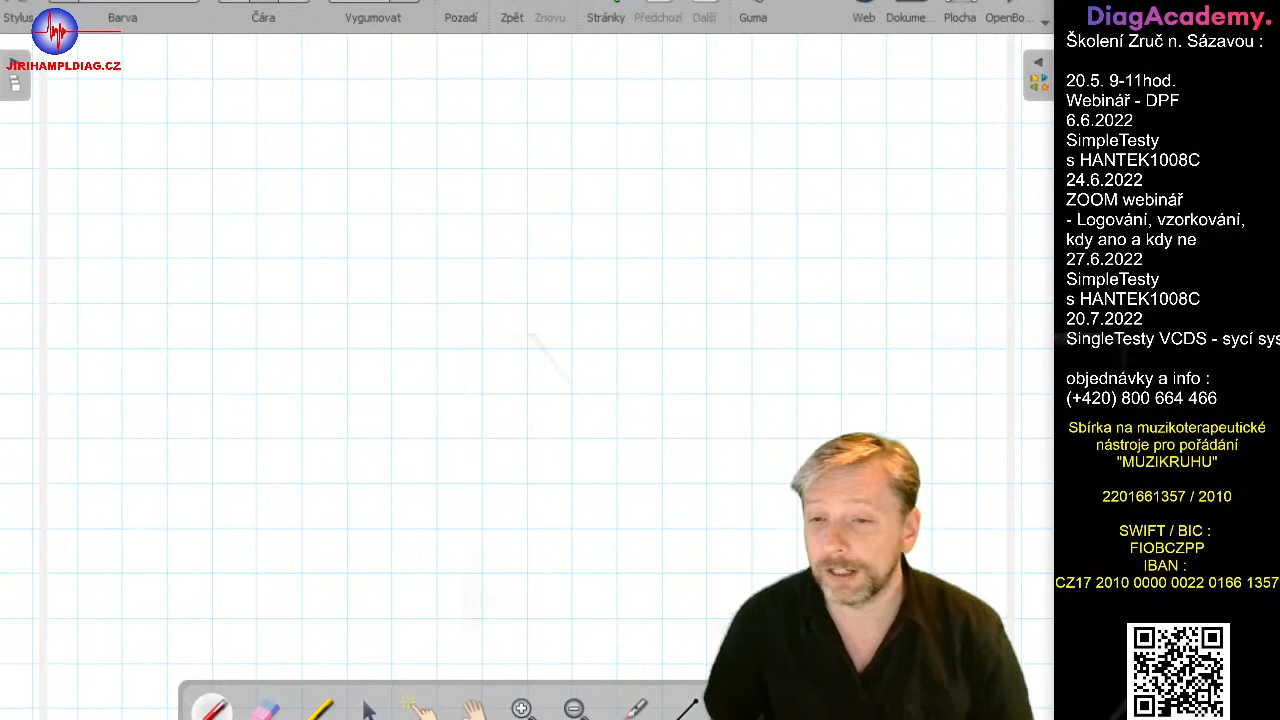 Stylus Barva Čára Vygumovat Pozadí Zpět Znovu Stránky Předchozí Další Guma Web Dokume... Plocha OpenBo...
JIRIHAMPLDIAG.CZ
DiagAcademy.
Školení Zruč n. Sázavou :
20.5. 9-11hod.
Webinář - DPF
6.6.2022
SimpleTesty
s HANTEK1008C
24.6.2022
ZOOM webinář
- Logování, vzorkování,
kdy ano a kdy ne
27.6.2022
SimpleTesty
s HANTEK1008C
20.7.2022
SingleTesty VCDS - sycí sys
objednávky a info :
(+420) 800 664 466
Sbírka na muzikoterapeutické
nástroje pro pořádání
"MUZIKRUHU"
2201661357 / 2010
SWIFT / BIC :
FIOBCZPP
IBAN :
CZ17 2010 0000 0022 0166 1357